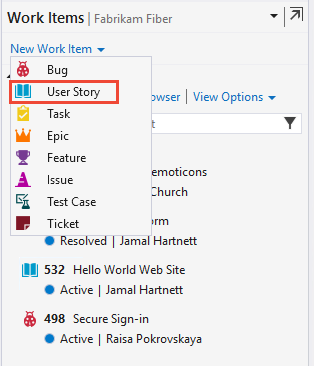 Work Items | Fabrikam Fiber
New Work Item
Bug
User Story
owser | View Options
Task
t
Epic
Feature
emoticons
Issue
Church
Test Case
orm
Ticket
Resolved | Jamal Hartnett
532 Hello World Web Site
Active | Jamal Hartnett
498 Secure Sign-in
Active | Raisa Pokrovskaya